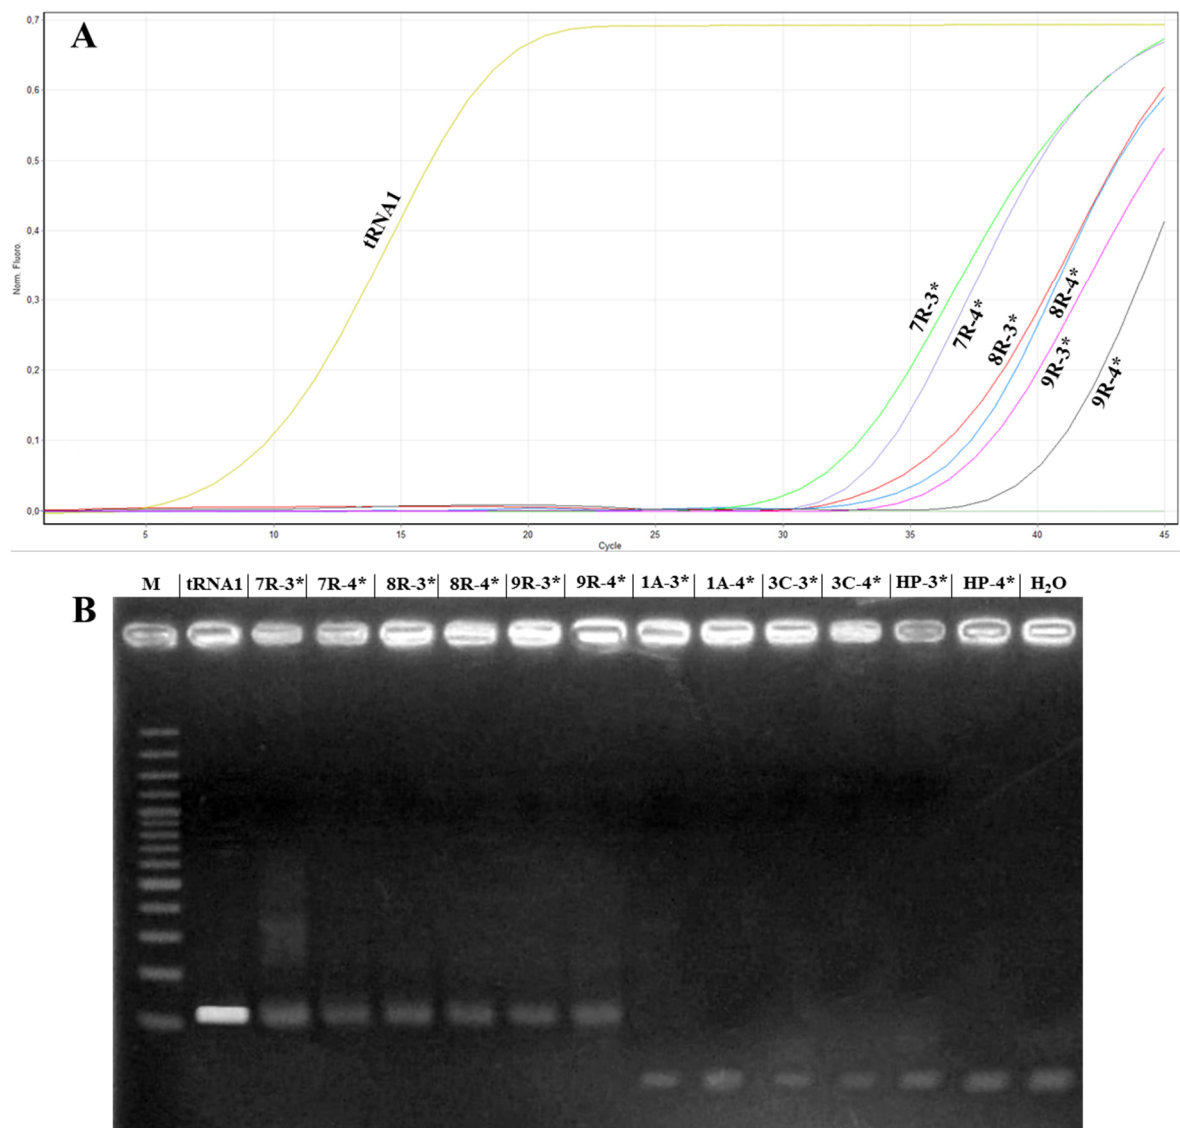 A
0,7
0,6
0,5
0,4
0,3
0,2
0,1
0,0
Nom. Fluoro.
5 10 15 20 25 30 35 40 45
Cycle
tRNA1
7R-3*
7R-4*
8R-3*
8R-4*
9R-3*
9R-4*
B
M | tRNA1 | 7R-3* | 7R-4* | 8R-3* | 8R-4* | 9R-3* | 9R-4* | 1A-3* | 1A-4* | 3C-3* | 3C-4* | HP-3* | HP-4* | H₂O